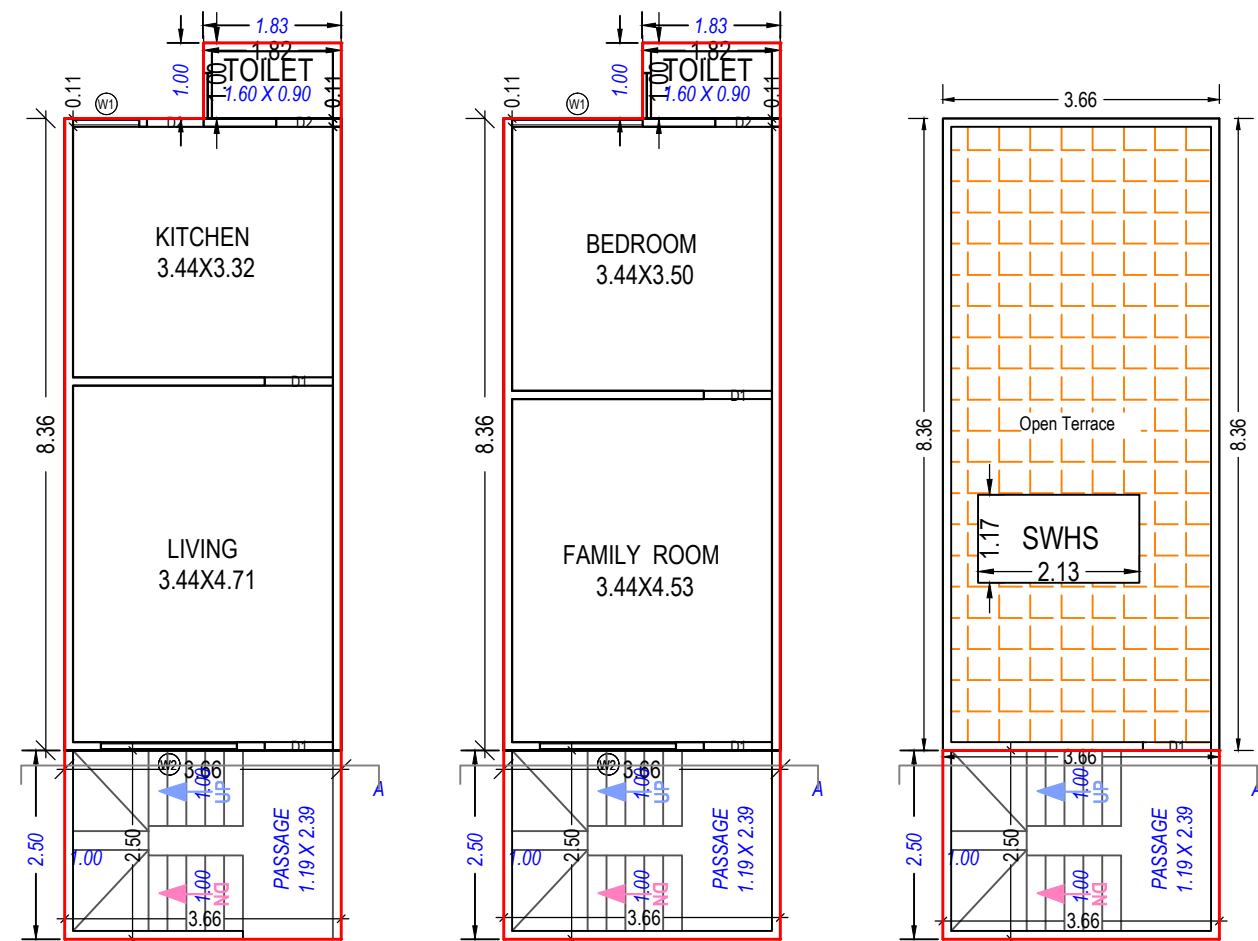 1.83
1.82
TOILET
1.60 X 0.90
1.00
1.00
0.11
0.11
W1
D2
D2
KITCHEN
3.44X3.32
D1
8.36
LIVING
3.44X4.71
D1
W2
3.66
A
1.00
UP
2.50
2.50
1.00
PASSAGE
1.19 X 2.39
1.00
DN
3.66
1.83
1.82
TOILET
1.60 X 0.90
1.00
1.00
0.11
0.11
W1
D2
BEDROOM
3.44X3.50
D1
8.36
FAMILY ROOM
3.44X4.53
D1
W2
3.66
A
1.00
UP
2.50
2.50
1.00
PASSAGE
1.19 X 2.39
1.00
DN
3.66
3.66
8.36
8.36
Open Terrace
SWHS
1.17
2.13
D1
3.66
A
1.00
UP
2.50
2.50
1.00
PASSAGE
1.19 X 2.39
1.00
DN
3.66